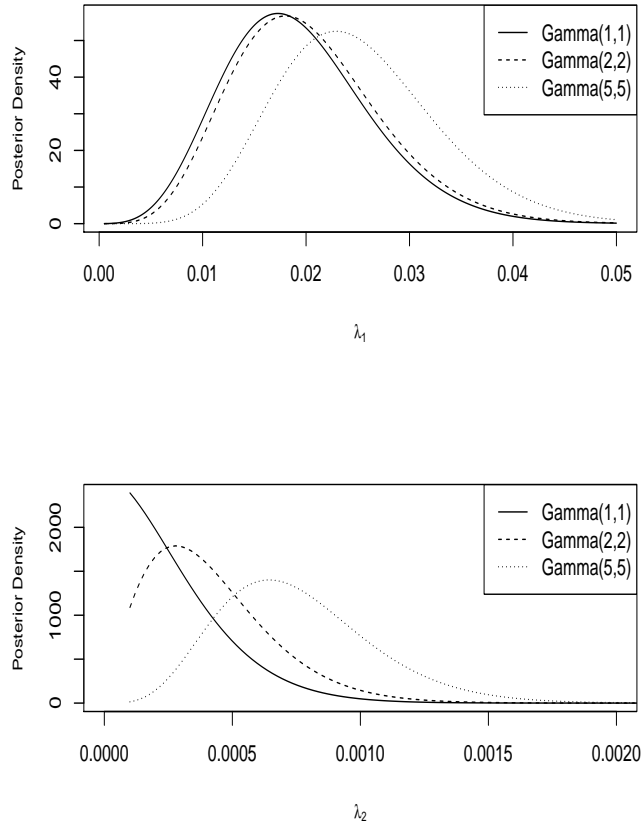 Posterior Density
0 20 40
0.00 0.01 0.02 0.03 0.04 0.05
λ1
Gamma(1,1)
Gamma(2,2)
Gamma(5,5)
Posterior Density
0 1000 2000
0.0000 0.0005 0.0010 0.0015 0.0020
λ2
Gamma(1,1)
Gamma(2,2)
Gamma(5,5)